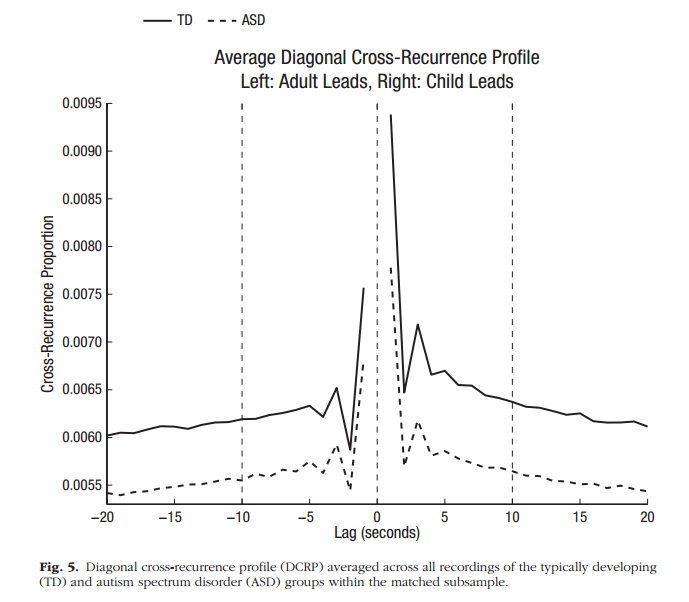 TD ASD
Average Diagonal Cross-Recurrence Profile
Left: Adult Leads, Right: Child Leads
Cross-Recurrence Proportion
0.0095
0.0090
0.0085
0.0080
0.0075
0.0070
0.0065
0.0060
0.0055
−20 −15 −10 −5 0 5 10 15 20
Lag (seconds)
Fig. 5. Diagonal cross-recurrence profile (DCRP) averaged across all recordings of the typically developing
(TD) and autism spectrum disorder (ASD) groups within the matched subsample.